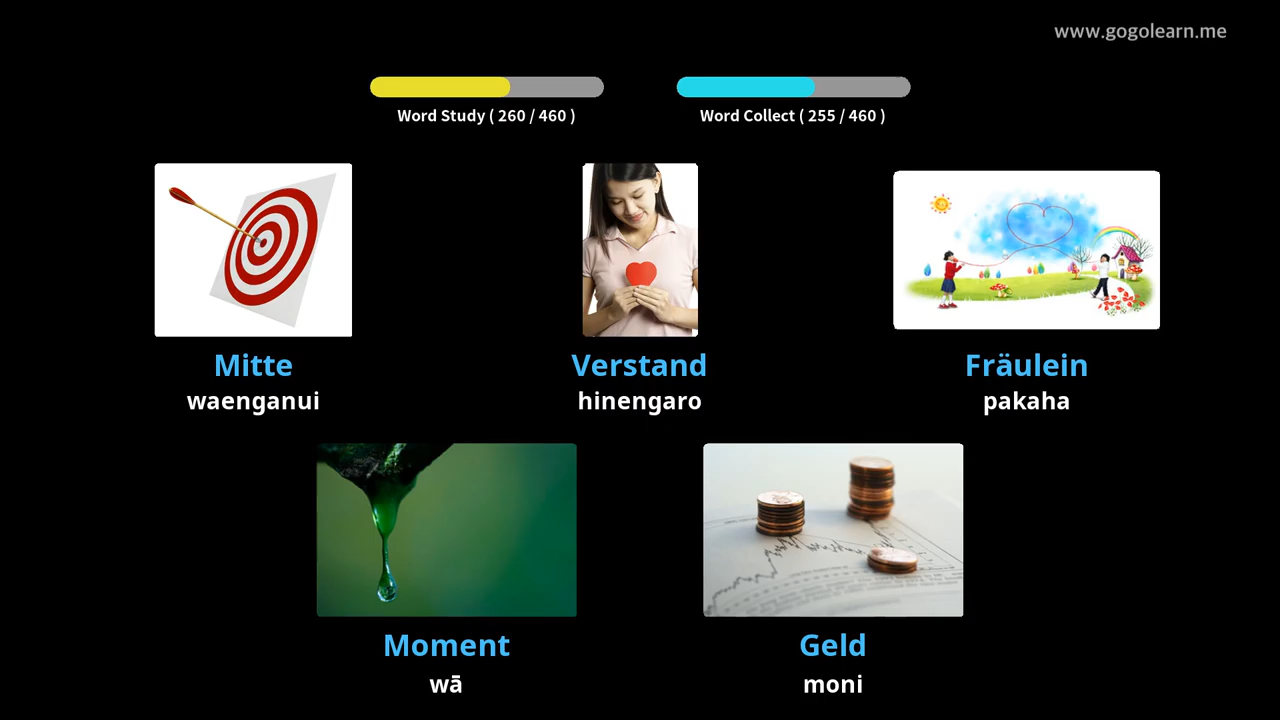 www.gogolearn.me
Word Study ( 260 / 460 )
Word Collect ( 255 / 460 )
Mitte
waenganui
Verstand
hinengaro
Fräulein
pakaha
Moment
wā
Geld
moni